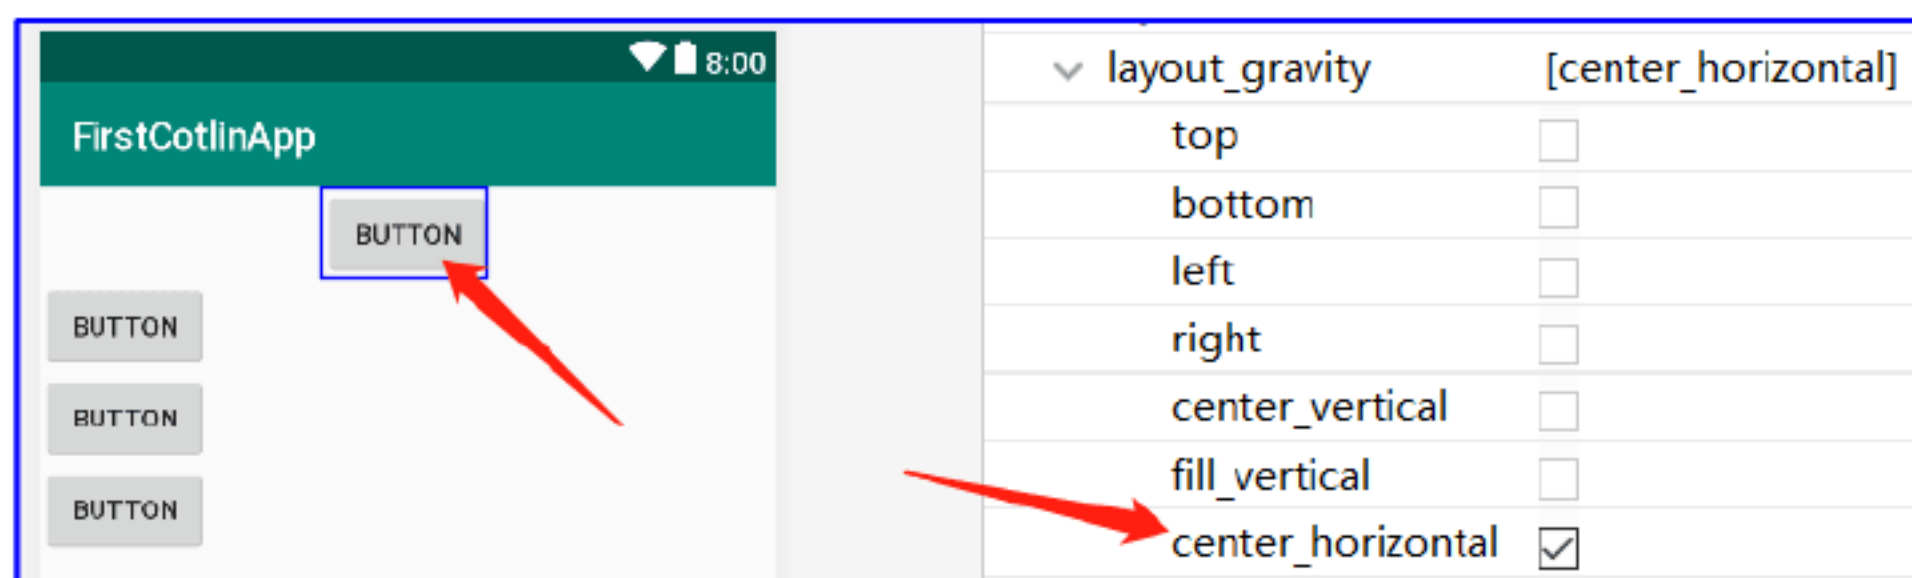 8:00
FirstCotlinApp
BUTTON
BUTTON
BUTTON
BUTTON
layout_gravity [center_horizontal]
top
bottom
left
right
center_vertical
fill_vertical
center_horizontal